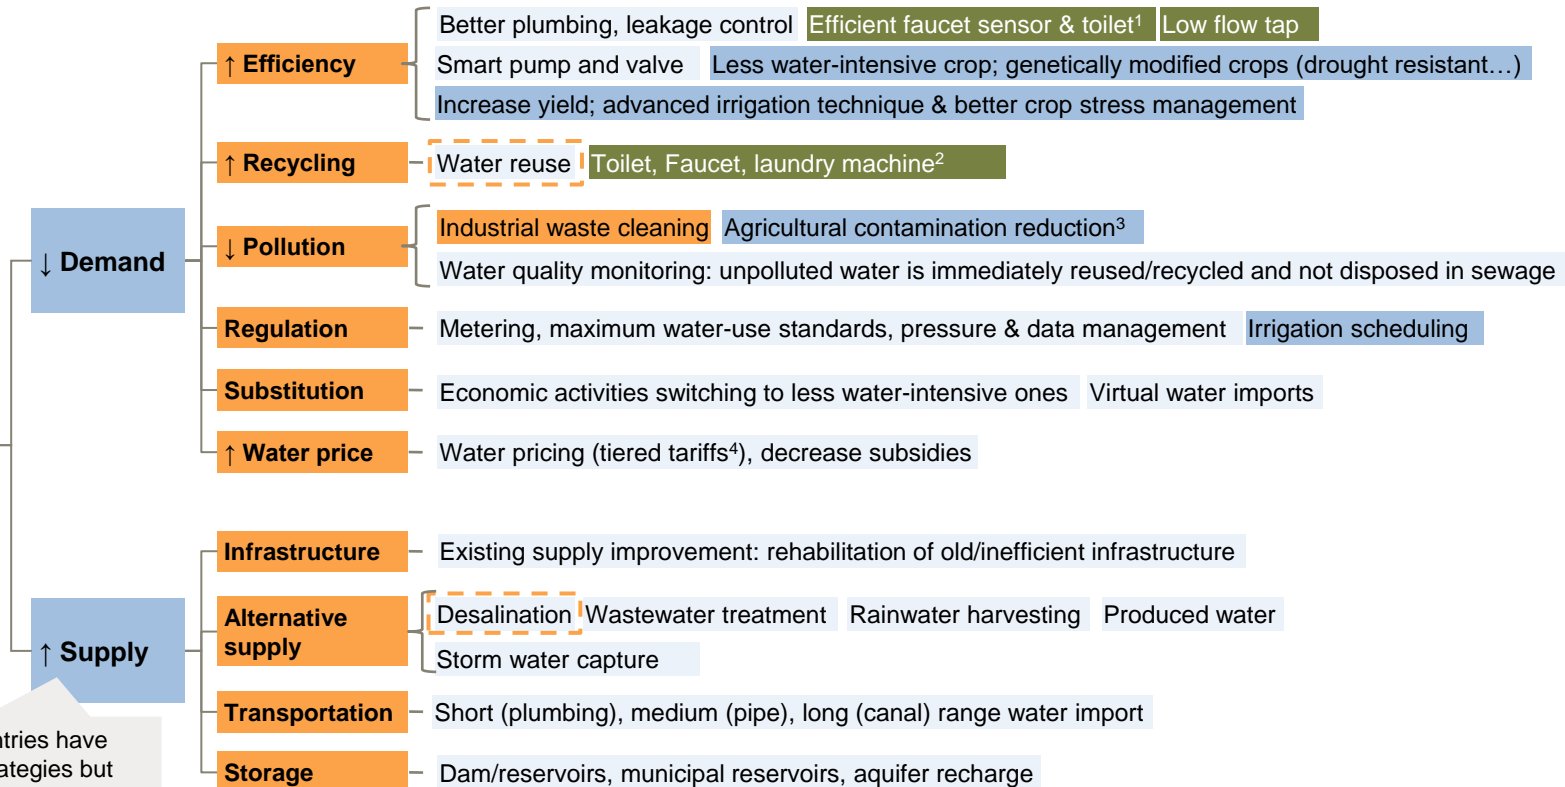 ↓ Demand
↑ Efficiency
Better plumbing, leakage control Efficient faucet sensor & toilet¹ Low flow tap
Smart pump and valve Less water-intensive crop; genetically modified crops (drought resistant…)
Increase yield; advanced irrigation technique & better crop stress management
↑ Recycling
Water reuse Toilet, Faucet, laundry machine²
↓ Pollution
Industrial waste cleaning Agricultural contamination reduction³
Water quality monitoring: unpolluted water is immediately reused/recycled and not disposed in sewage
Regulation
Metering, maximum water-use standards, pressure & data management Irrigation scheduling
Substitution
Economic activities switching to less water-intensive ones Virtual water imports
↑ Water price
Water pricing (tiered tariffs⁴), decrease subsidies
↑ Supply
Infrastructure
Existing supply improvement: rehabilitation of old/inefficient infrastructure
Alternative
supply
Desalination Wastewater treatment Rainwater harvesting Produced water
Storm water capture
Transportation
Short (plumbing), medium (pipe), long (canal) range water import
Storage
Dam/reservoirs, municipal reservoirs, aquifer recharge
have
but